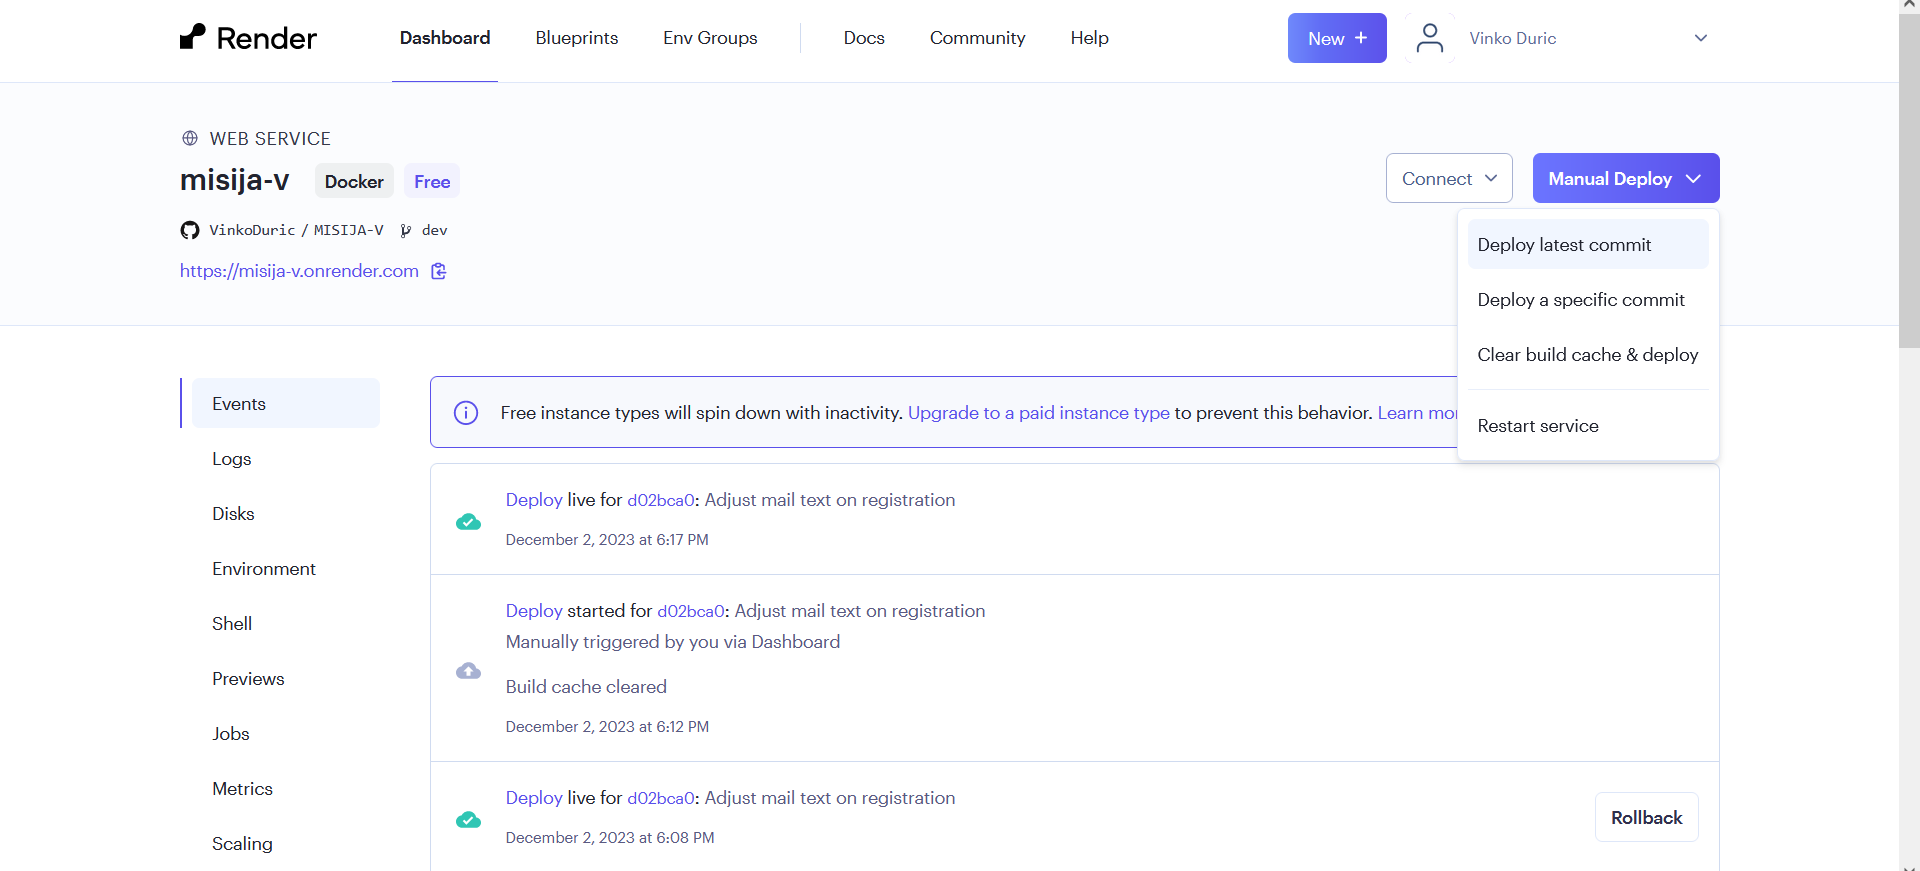 Render
Dashboard
Blueprints
Env Groups
Docs
Community
Help
New +
Vinko Duric
WEB SERVICE
misija-v
Docker
Free
Connect
Manual Deploy
VinkoDuric / MISIJA-V
dev
https://misija-v.onrender.com
Deploy latest commit
Deploy a specific commit
Clear build cache & deploy
Restart service
Events
Logs
Disks
Environment
Shell
Previews
Jobs
Metrics
Scaling
Free instance types will spin down with inactivity. Upgrade to a paid instance type to prevent this behavior. Learn mo
Deploy live for d02bca0: Adjust mail text on registration
December 2, 2023 at 6:17 PM
Deploy started for d02bca0: Adjust mail text on registration
Manually triggered by you via Dashboard
Build cache cleared
December 2, 2023 at 6:12 PM
Deploy live for d02bca0: Adjust mail text on registration
December 2, 2023 at 6:08 PM
Rollback